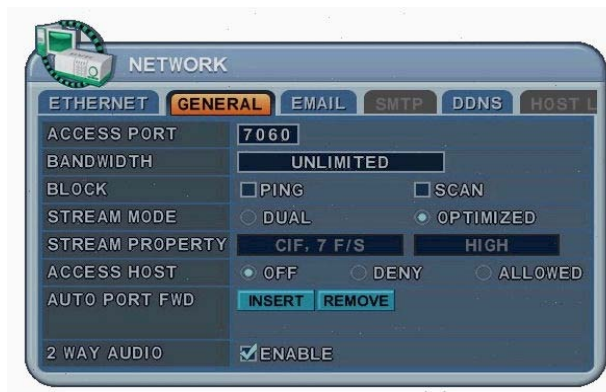 NETWORK
ETHERNET GENERAL EMAIL SMTP DDNS HOST L
ACCESS PORT 7060
BANDWIDTH UNLIMITED
BLOCK PING SCAN
STREAM MODE DUAL OPTIMIZED
STREAM PROPERTY CIF, 7 F/S HIGH
ACCESS HOST OFF DENY ALLOWED
AUTO PORT FWD INSERT REMOVE
2 WAY AUDIO ENABLE